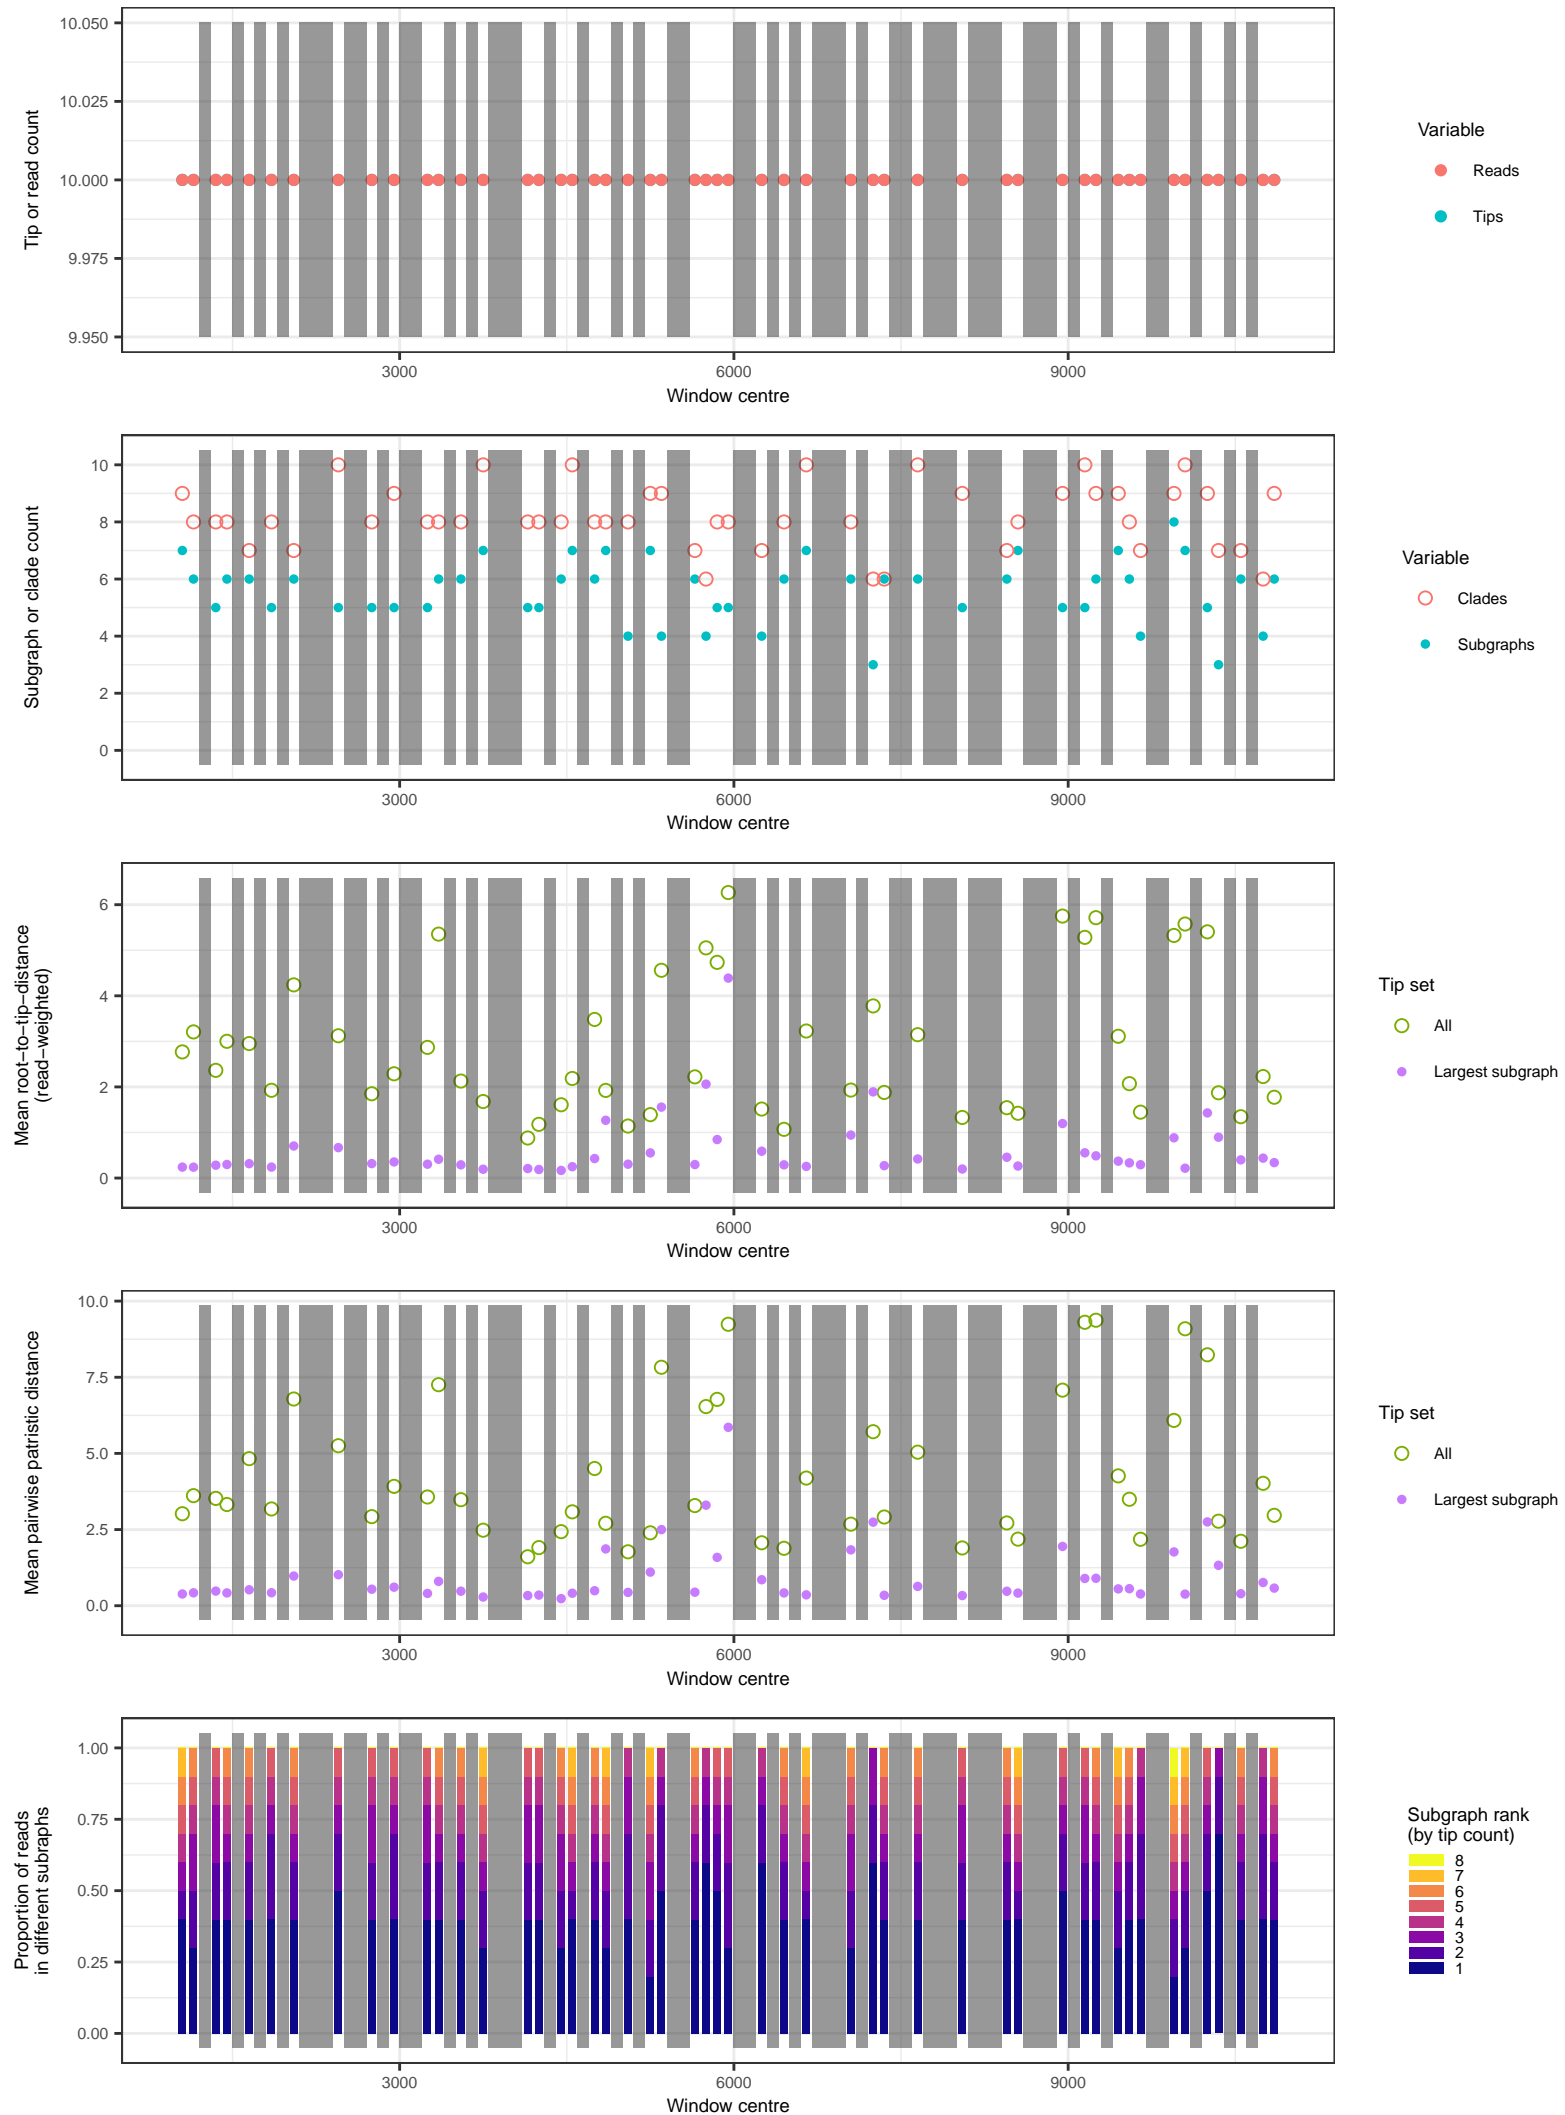 10.050
10.025
10.000
9.975
9.950
Tip or read count
3000
6000
9000
Window centre
Variable
Reads
Tips
10
8
6
4
2
0
Subgraph or clade count
3000
6000
9000
Window centre
Variable
Clades
Subgraphs
6
4
2
0
Mean root−to−tip−distance
(read−weighted)
3000
6000
9000
Window centre
Tip set
All
Largest subgraph
10.0
7.5
5.0
2.5
0.0
Mean pairwise patristic distance
3000
6000
9000
Window centre
Tip set
All
Largest subgraph
1.00
0.75
0.50
0.25
0.00
Proportion of reads
in different subraphs
3000
6000
9000
Window centre
Subgraph rank
(by tip count)
8
7
6
5
4
3
2
1